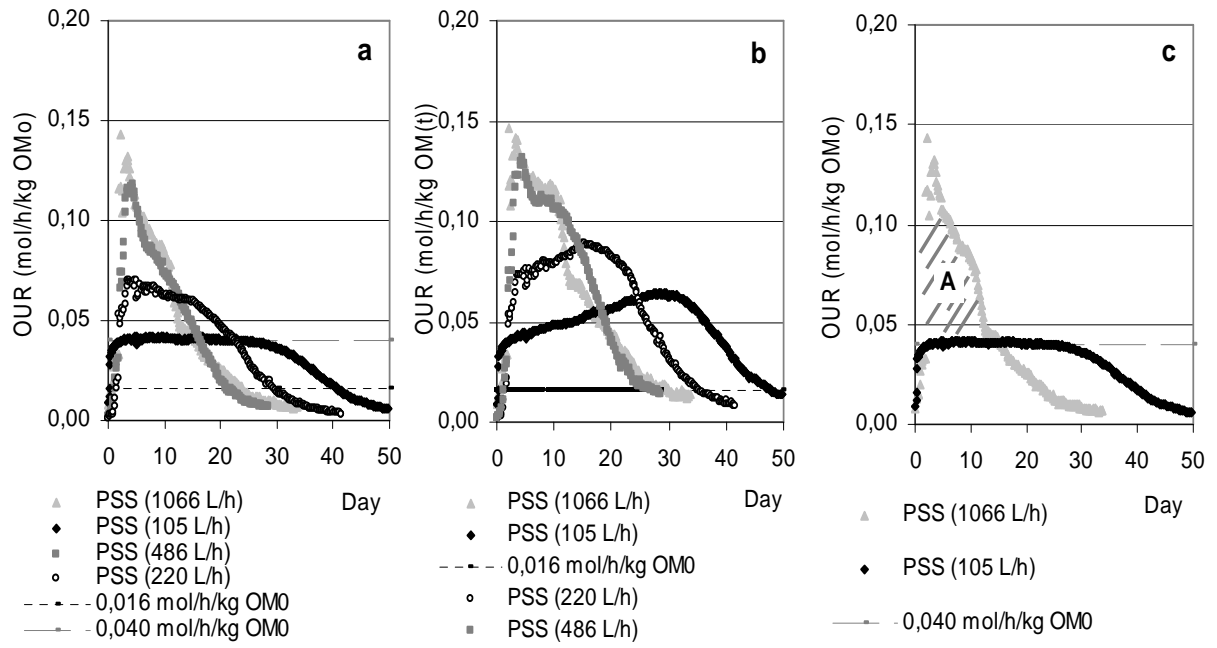 a
0,20
0,15
0,10
0,05
0,00
OUR (mol/h/kg OMo)
0 10 20 30 40 50
Day
PSS (1066 L/h)
PSS (105 L/h)
PSS (486 L/h)
PSS (220 L/h)
0,016 mol/h/kg OM0
0,040 mol/h/kg OM0
b
0,20
0,15
0,10
0,05
0,00
OUR (mol/h/kg OM(t))
0 10 20 30 40 50
Day
PSS (1066 L/h)
PSS (105 L/h)
0,016 mol/h/kg OM0
PSS (220 L/h)
PSS (486 L/h)
c
0,20
0,15
0,10
0,05
0,00
OUR (mol/h/kg OMo)
A
0 10 20 30 40 50
Day
PSS (1066 L/h)
PSS (105 L/h)
0,040 mol/h/kg OM0